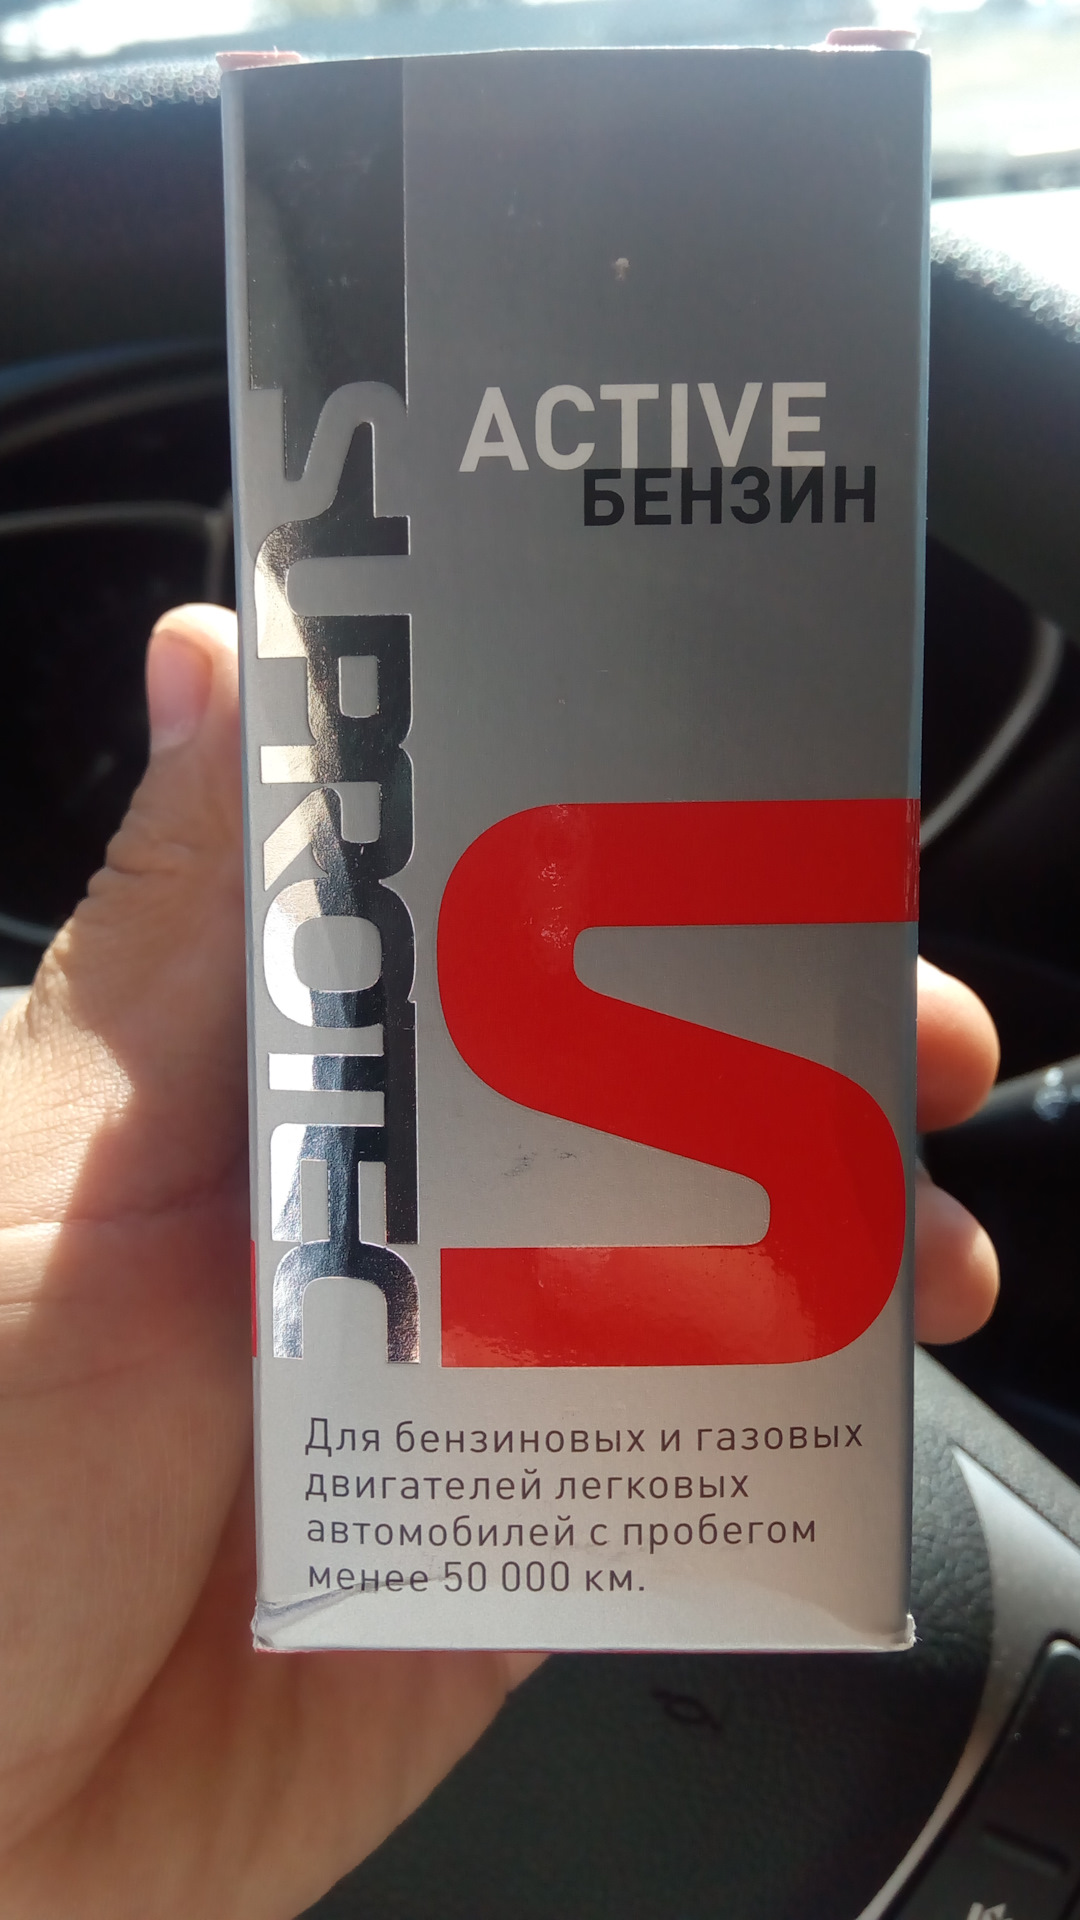 SUPROTEC
ACTIVE
БЕНЗИН
Для бензиновых и газовых
двигателей легковых
автомобилей с пробегом
менее 50 000 км.